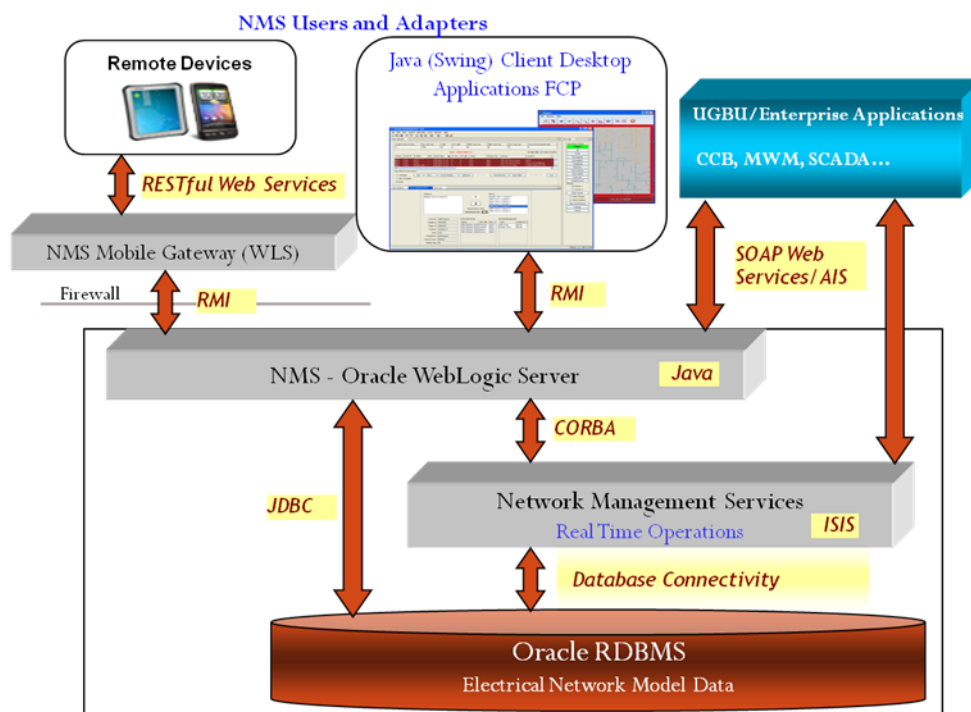 NMS Users and Adapters
Remote Devices
Java (Swing) Client Desktop
Applications FCP
UGBU/Enterprise Applications
CCB, MWM, SCADA...
RESTful Web Services
NMS Mobile Gateway (WLS)
SOAP Web
Services/AIS
Firewall
RMI
RMI
NMS - Oracle WebLogic Server
Java
CORBA
JDBC
Network Management Services
Real Time Operations
ISIS
Database Connectivity
Oracle RDBMS
Electrical Network Model Data